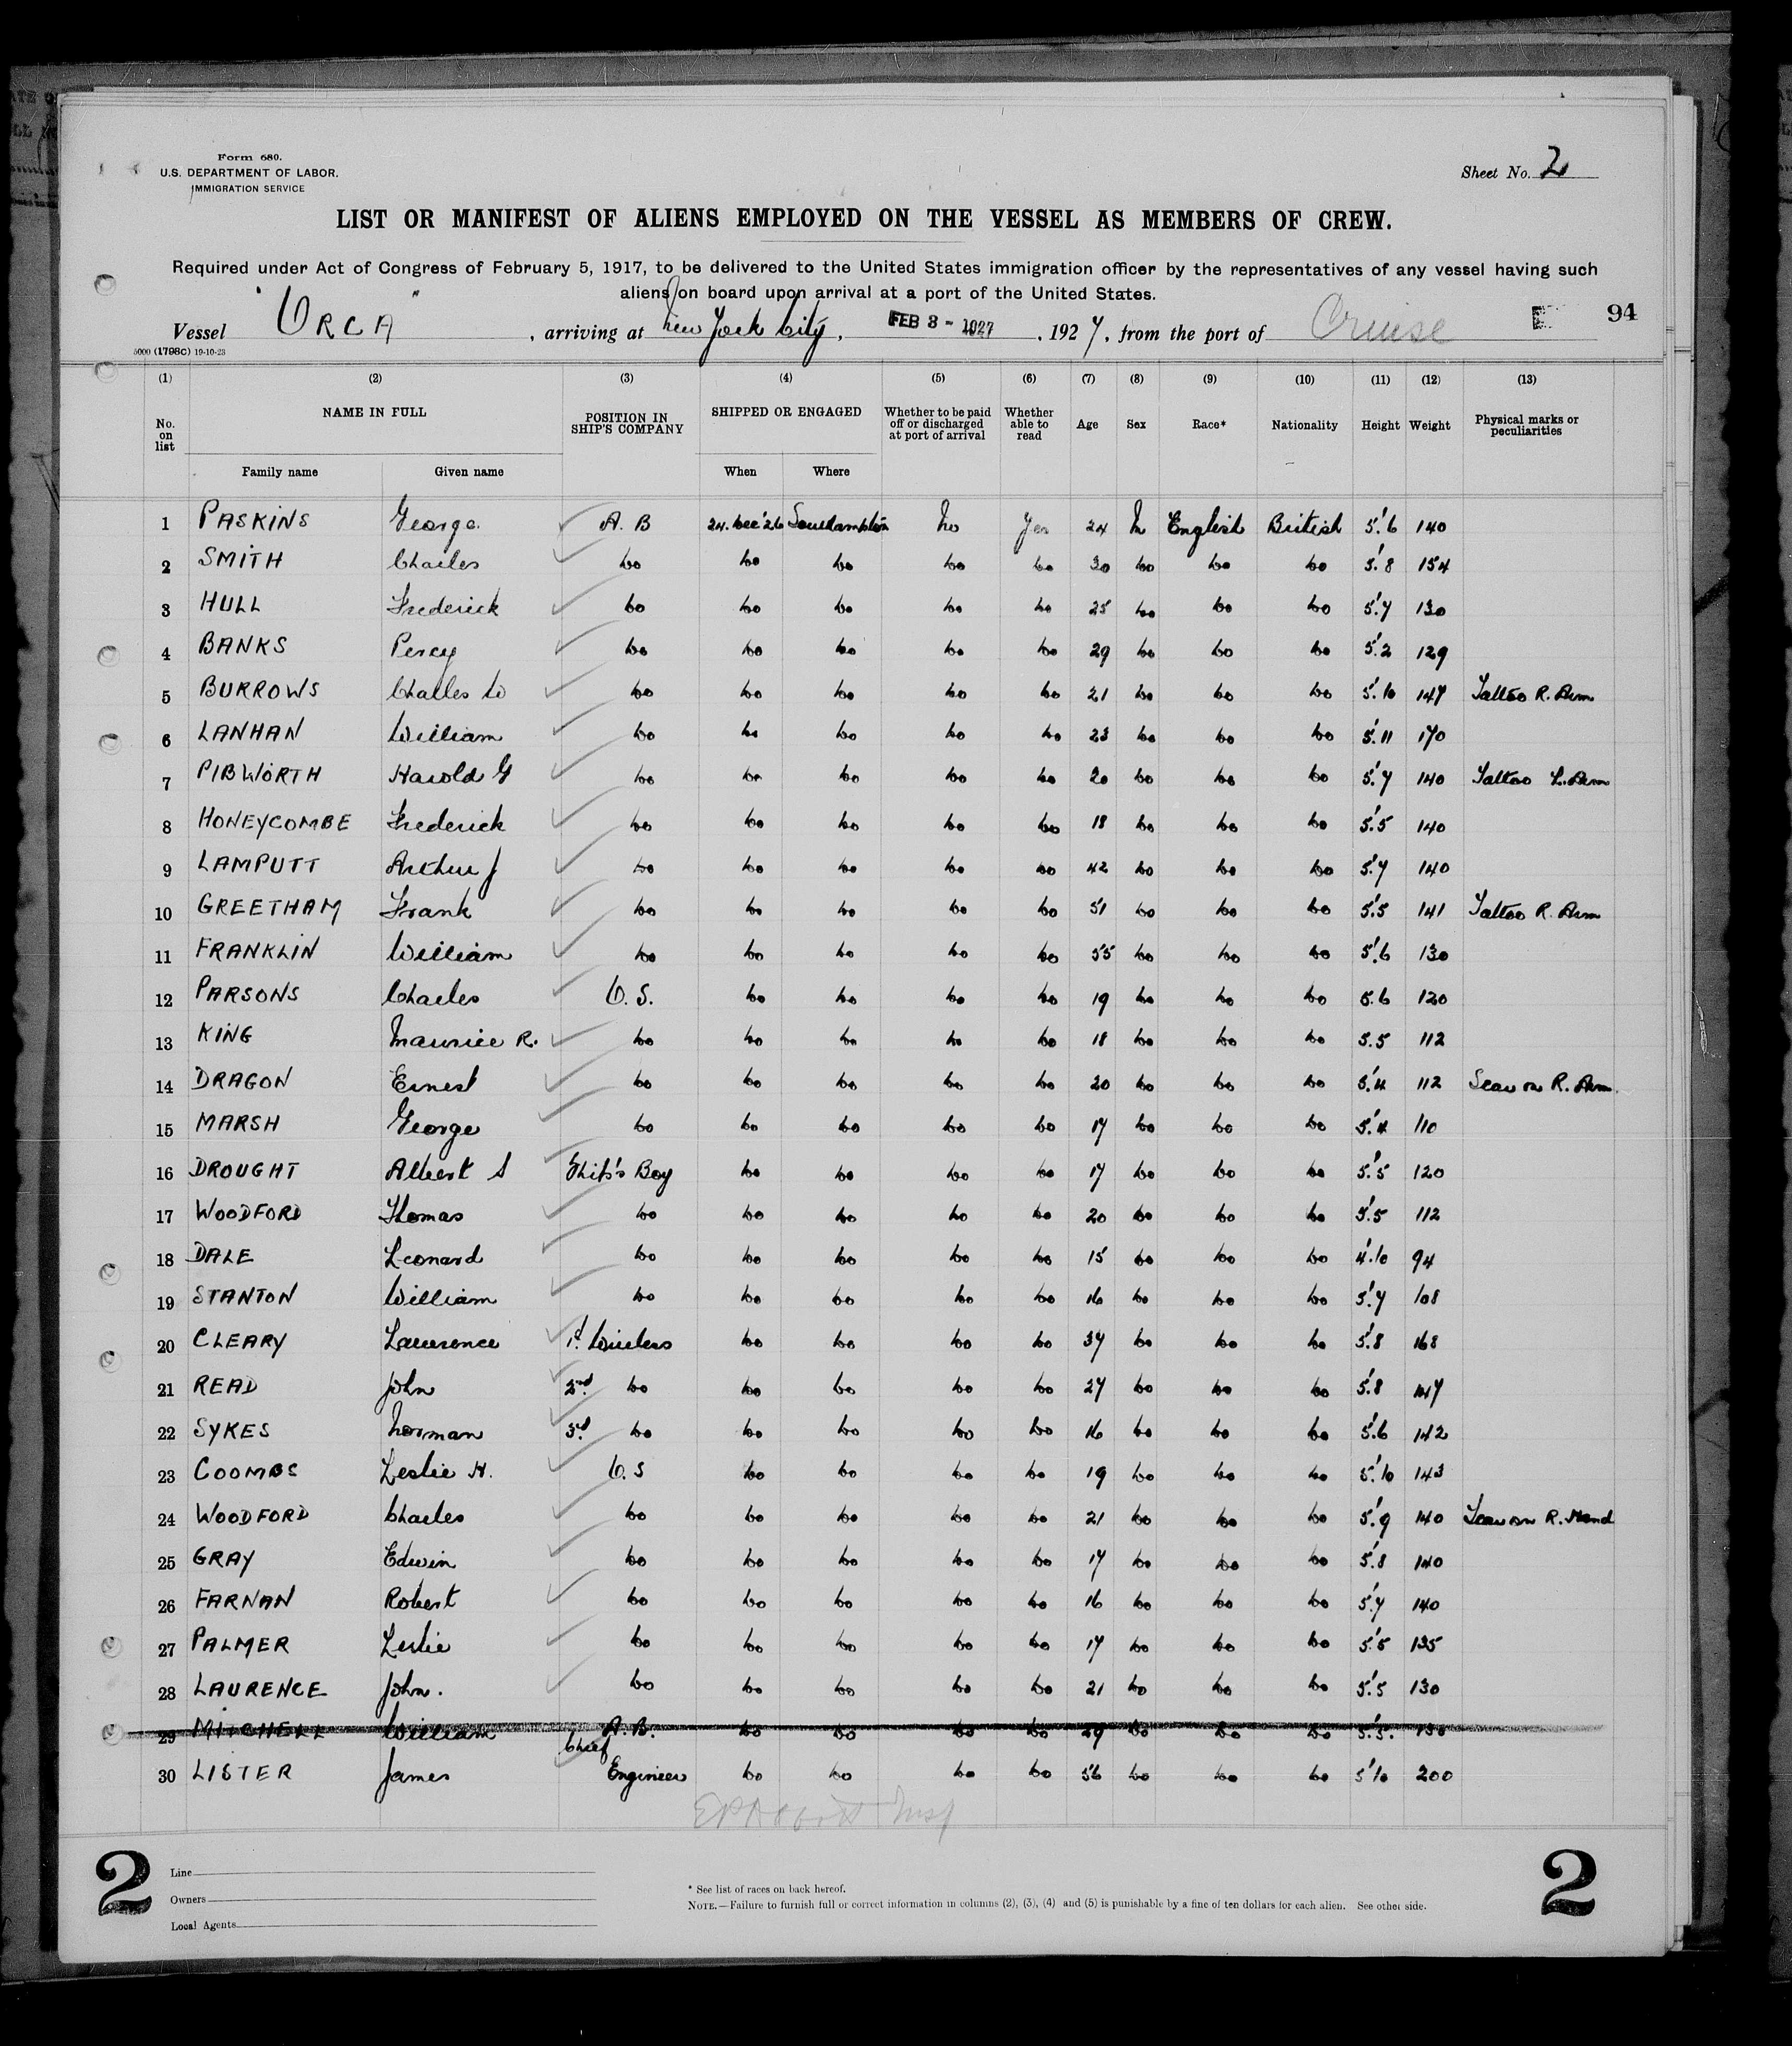 Form 680.
U.S. DEPARTMENT OF LABOR.
IMMIGRATION SERVICE
Sheet No. 2
LIST OR MANIFEST OF ALIENS EMPLOYED ON THE VESSEL AS MEMBERS OF CREW.
Required under Act of Congress of February 5, 1917, to be delivered to the United States immigration officer by the representatives of any vessel having such
aliens on board upon arrival at a port of the United States.
Vessel "ORCA", arriving at New York City, FEB 3 - 1927, 1927, from the port of Cruise 94
5000 (1798C) 19-10-23
(1) (2) (3) (4) (5) (6) (7) (8) (9) (10) (11) (12) (13)
No. on list NAME IN FULL Family name Given name POSITION IN SHIP'S COMPANY SHIPPED OR ENGAGED When Where Whether to be paid off or discharged at port of arrival Whether able to read Age Sex Race* Nationality Height Weight Physical marks or peculiarities
1 PASKINS George. A. B 24. Dec '26 Southampton No Yes 24 M English British 5'.6 140
2 SMITH Charles Do Do Do Do Do 30 Do Do Do 5'.8 154
3 HULL Frederick Do Do Do Do Do 25 Do Do Do 5'.7 130
4 BANKS Percy Do Do Do Do Do 29 Do Do Do 5'.2 129
5 BURROWS Charles W Do Do Do Do Do 21 Do Do Do 5'.10 147 Tattoo R. Arm
6 LANHAN William Do Do Do Do Do 23 Do Do Do 5'.11 170
7 PIBWORTH Harold G Do Do Do Do Do 20 Do Do Do 5'.7 140 Tattoo L. Arm
8 HONEYCOMBE Frederick Do Do Do Do Do 18 Do Do Do 5'.5 140
9 LAMPUTT Arthur J Do Do Do Do Do 42 Do Do Do 5'.7 140
10 GREETHAM Frank Do Do Do Do Do 51 Do Do Do 5'.5 141 Tattoo R. Arm
11 FRANKLIN William Do Do Do Do Do 55 Do Do Do 5'.6 130
12 PARSONS Charles O. S. Do Do Do Do 19 Do Do Do 5.6 120
13 KING Maurice R. Do Do Do Do Do 18 Do Do Do 5.5 112
14 DRAGON Ernest Do Do Do Do Do 20 Do Do Do 5'.4 112 Scar on R. Arm.
15 MARSH George Do Do Do Do Do 17 Do Do Do 5'.4 110
16 DROUGHT Albert S Ship's Boy Do Do Do Do 17 Do Do Do 5'.5 120
17 WOODFORD Thomas Do Do Do Do Do 20 Do Do Do 5'.5 112
18 DALE Leonard Do Do Do Do Do 15 Do Do Do 4'.10 94
19 STANTON William Do Do Do Do Do 16 Do Do Do 5'.7 108
20 CLEARY Lawrence 1st Wireless Do Do Do Do 37 Do Do Do 5'.8 168
21 READ John 2nd Do Do Do Do Do 27 Do Do Do 5'.8 147
22 SYKES Norman 3rd Do Do Do Do Do 16 Do Do Do 5'.6 142
23 COOMBS Leslie H. O. S Do Do Do Do 19 Do Do Do 5'.10 143
24 WOODFORD Charles Do Do Do Do Do 21 Do Do Do 5'.9 140 Scar on R. Hand
25 GRAY Edwin Do Do Do Do Do 17 Do Do Do 5'.8 140
26 FARNAN Robert Do Do Do Do Do 16 Do Do Do 5'.7 140
27 PALMER Leslie Do Do Do Do Do 17 Do Do Do 5'.5 135
28 LAURENCE John. Do Do Do Do Do 21 Do Do Do 5'.5 130
29 MITCHELL William A. B. Do Do Do Do 29 Do Do Do 5'.5. 150
30 LISTER James Chief Engineer Do Do Do Do 56 Do Do Do 5'10 200
2 Line 2
Owners
Local Agents
* See list of races on back hereof.
NOTE.—Failure to furnish full or correct information in columns (2), (3), (4) and (5) is punishable by a fine of ten dollars for each alien. See other side.